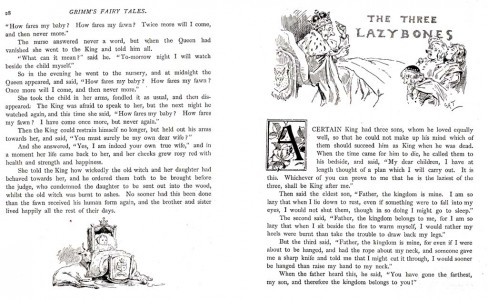 28 GRIMM'S FAIRY TALES.
"How fares my baby? How fares my fawn? Twice more will I come,
and then never more."
The nurse answered never a word, but when the Queen had
vanished she went to the King and told him all.
"What can it mean?" said he. "To-morrow night I will watch
beside the child myself."
So in the evening he went to the nursery, and at midnight the
Queen appeared, and said, "How fares my baby? How fares my fawn?
Once more will I come, and then never more."
She took the child in her arms, fondled it as usual, and then disap-
peared. The King was afraid to speak to her, but the next night he
watched again, and this time she said, "How fares my baby? How
fares my fawn? I have come once more, but never again."
Then the King could restrain himself no longer, but held out his arms
towards her, and said, "You must surely be my own dear wife?"
And she answered, "Yes, I am indeed your own true wife," and in
a moment her life came back to her, and her cheeks grew rosy red with
health and strength and happiness.
She told the King how wickedly the old witch and her daughter had
behaved towards her, and he ordered them both to be brought before
the judge, who condemned the daughter to be sent out into the wood,
whilst the old witch was burnt to ashes. No sooner had this been done
than the fawn received his human form again, and the brother and sister
lived happily all the rest of their days.
THE THREE
LAZYBONES
A CERTAIN King had three sons, whom he loved equally
well, so that he could not make up his mind which of
them should succeed him as King when he was dead.
When the time came for him to die, he called them to
his bedside, and said, "My dear children, I have at
length thought of a plan which I will carry out. It is
this. Whichever of you can prove to me that he is the laziest of the
three, shall be King after me."
Then said the eldest son, "Father, the kingdom is mine. I am so
lazy that when I lie down to rest, even if something were to fall into my
eyes, I would not shut them, though in so doing I might go to sleep."
The second said, "Father, the kingdom belongs to me, for I am so
lazy that when I sit beside the fire to warm myself, I would rather my
heels were burnt than take the trouble to draw back my legs."
But the third said, "Father, the kingdom is mine, for even if I were
about to be hanged, and had the rope about my neck, and someone gave
me a sharp knife and told me that I might cut it through, I would sooner
be hanged than raise my hand to my neck."
When the father heard this, he said, "You have gone the farthest,
my son, and therefore the kingdom belongs to you!"